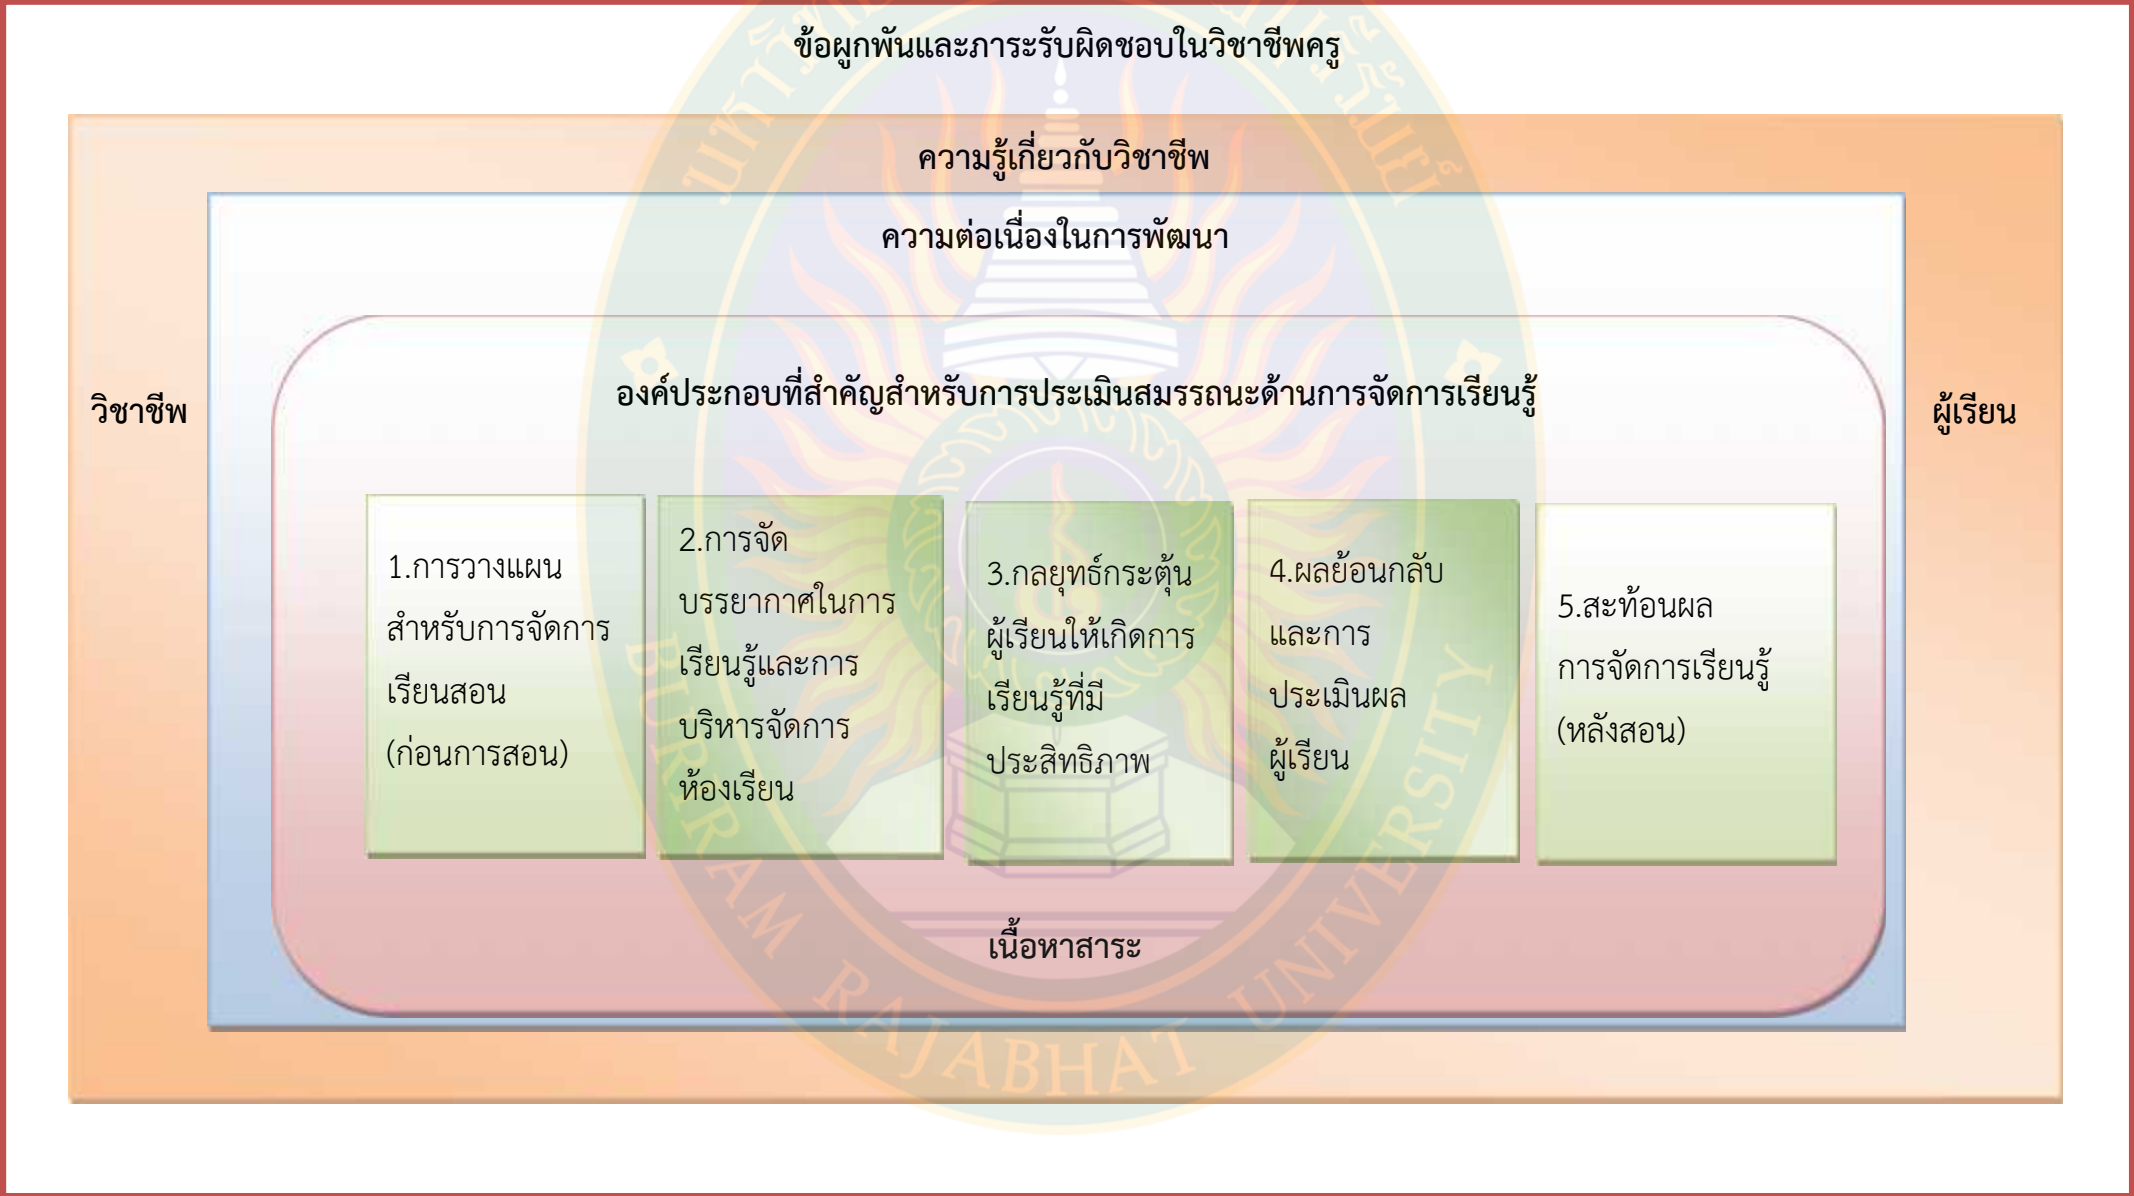 ข้อผูกพันและภาระรับผิดชอบในวิชาชีพครู
ความรู้เกี่ยวกับวิชาชีพ
ความต่อเนื่องในการพัฒนา
องค์ประกอบที่สำคัญสำหรับการประเมินสมรรถนะด้านการจัดการเรียนรู้
วิชาชีพ
ผู้เรียน
1.การวางแผน
สำหรับการจัดการ
เรียนสอน
(ก่อนการสอน)
2.การจัด
บรรยากาศในการ
เรียนรู้และการ
บริหารจัดการ
ห้องเรียน
3.กลยุทธ์กระตุ้น
ผู้เรียนให้เกิดการ
เรียนรู้ที่มี
ประสิทธิภาพ
4.ผลย้อนกลับ
และการ
ประเมินผล
ผู้เรียน
5.สะท้อนผล
การจัดการเรียนรู้
(หลังสอน)
เนื้อหาสาระ
BURIRAM RAJABHAT UNIVERSITY